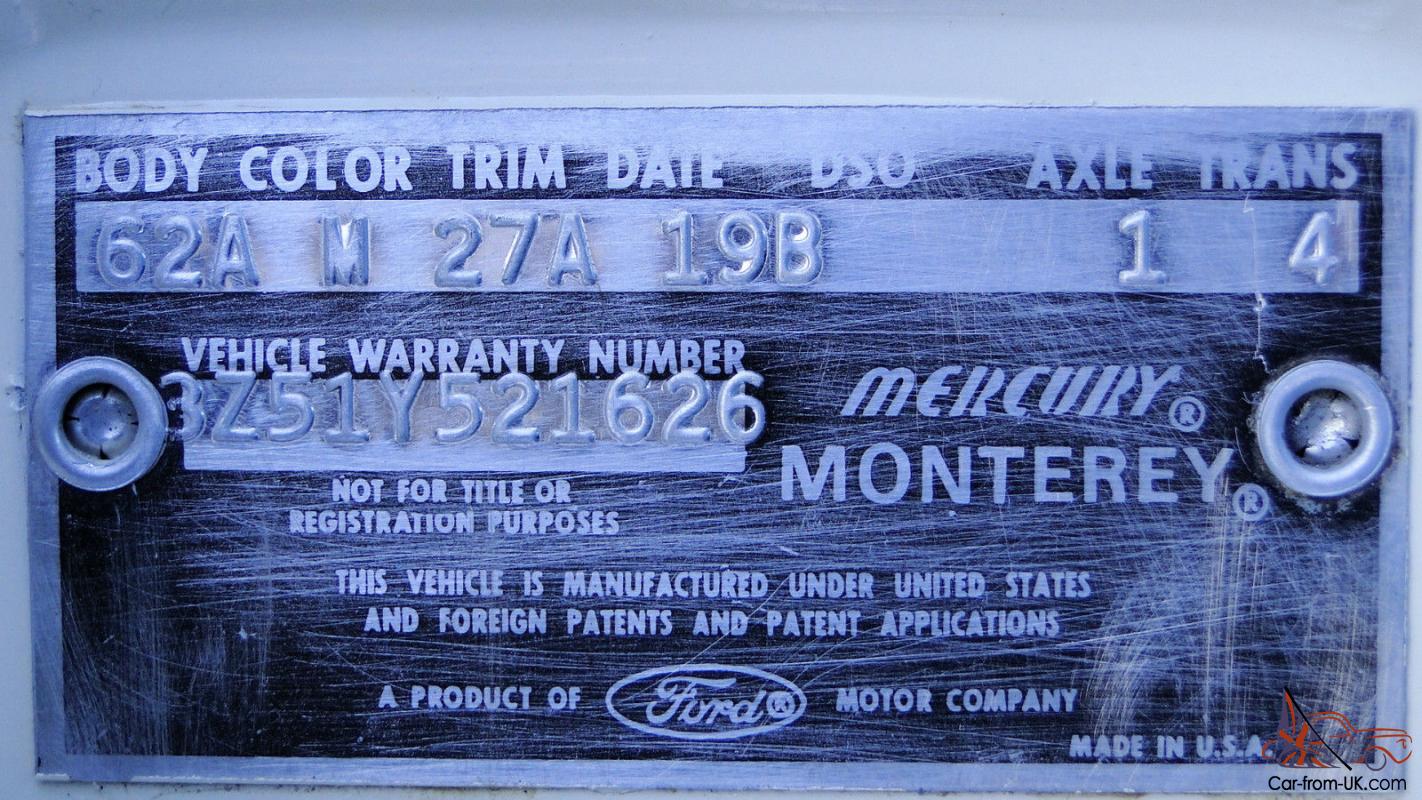 BODY COLOR TRIM DATE DSO AXLE TRANS
62A M 27A 19B 1 4
VEHICLE WARRANTY NUMBER
3Z51Y521626
MERCURY®
MONTEREY®
NOT FOR TITLE OR
REGISTRATION PURPOSES
THIS VEHICLE IS MANUFACTURED UNDER UNITED STATES
AND FOREIGN PATENTS AND PATENT APPLICATIONS
A PRODUCT OF Ford® MOTOR COMPANY
MADE IN U.S.A.
Car-from-UK.com